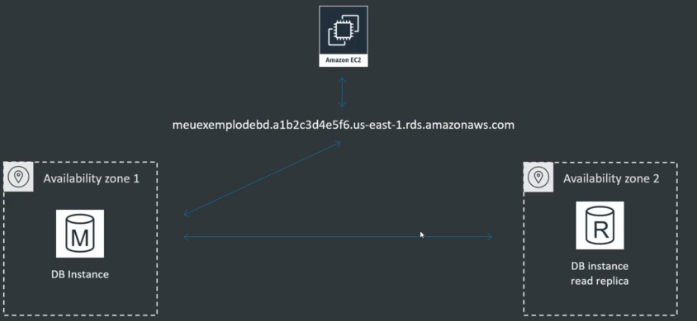 Amazon EC2
meuexemplodebd.a1b2c3d4e5f6.us-east-1.rds.amazonaws.com
Availability zone 1
Availability zone 2
M
R
DB Instance
DB instance
read replica